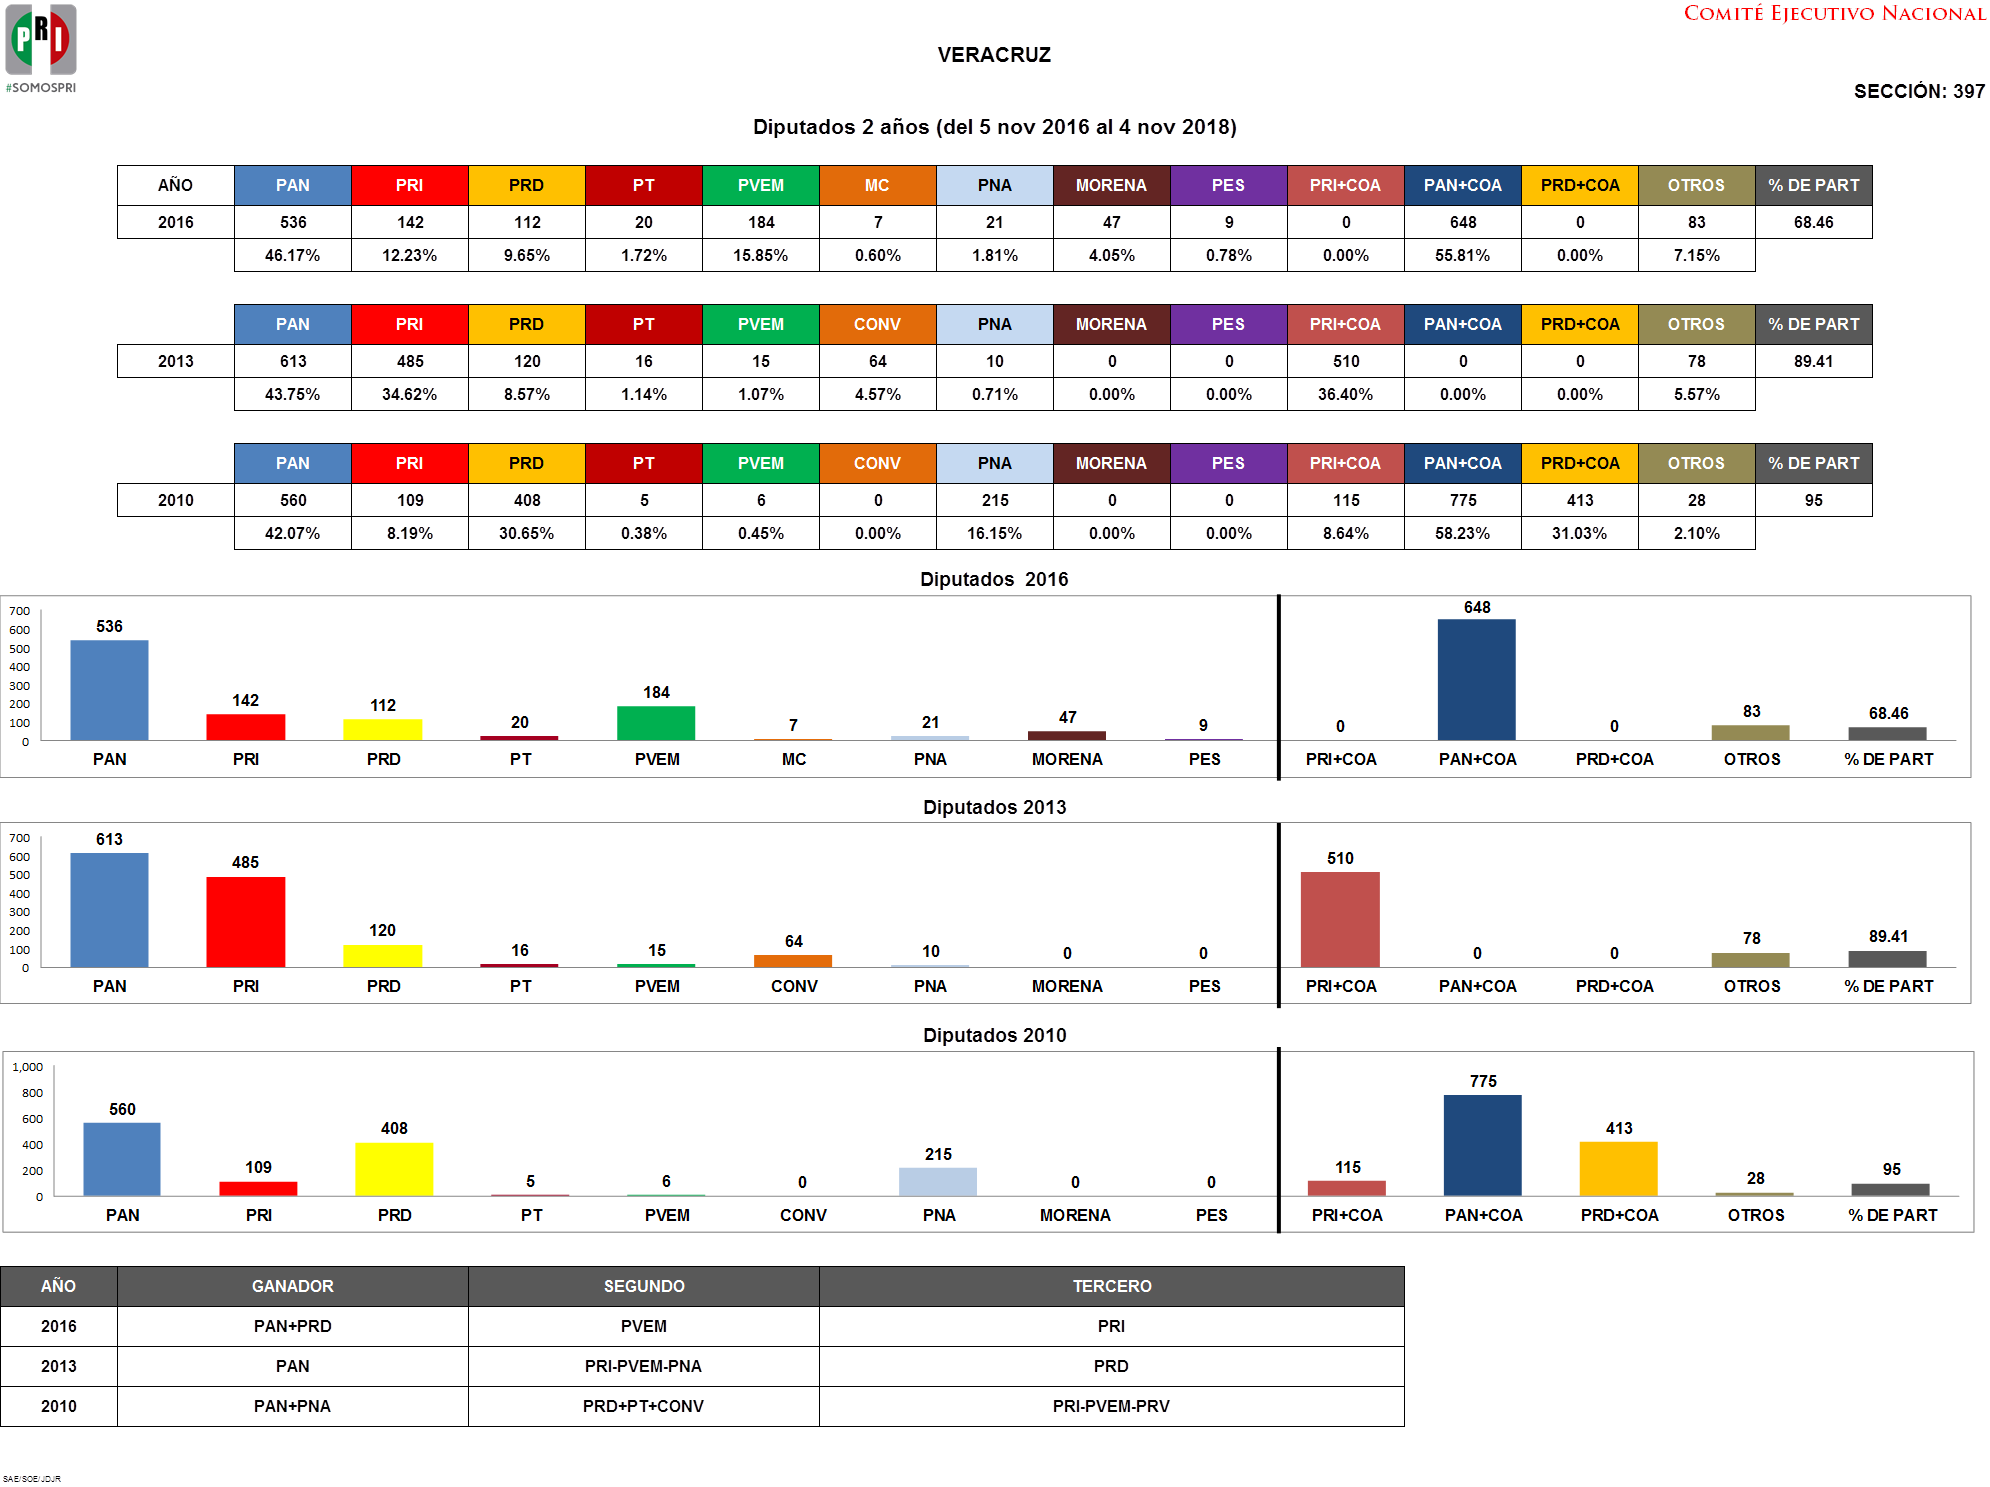 PRI
#SOMOSPRI
COMITÉ EJECUTIVO NACIONAL
VERACRUZ
SECCIÓN: 397
Diputados 2 años (del 5 nov 2016 al 4 nov 2018)
AÑO PAN PRI PRD PT PVEM MC PNA MORENA PES PRI+COA PAN+COA PRD+COA OTROS % DE PART
2016 536 142 112 20 184 7 21 47 9 0 648 0 83 68.46
46.17% 12.23% 9.65% 1.72% 15.85% 0.60% 1.81% 4.05% 0.78% 0.00% 55.81% 0.00% 7.15%
PAN PRI PRD PT PVEM CONV PNA MORENA PES PRI+COA PAN+COA PRD+COA OTROS % DE PART
2013 613 485 120 16 15 64 10 0 0 510 0 0 78 89.41
43.75% 34.62% 8.57% 1.14% 1.07% 4.57% 0.71% 0.00% 0.00% 36.40% 0.00% 0.00% 5.57%
PAN PRI PRD PT PVEM CONV PNA MORENA PES PRI+COA PAN+COA PRD+COA OTROS % DE PART
2010 560 109 408 5 6 0 215 0 0 115 775 413 28 95
42.07% 8.19% 30.65% 0.38% 0.45% 0.00% 16.15% 0.00% 0.00% 8.64% 58.23% 31.03% 2.10%
Diputados 2016
700
600
500
400
300
200
100
0
536 142 112 20 184 7 21 47 9 0 648 0 83 68.46
PAN PRI PRD PT PVEM MC PNA MORENA PES PRI+COA PAN+COA PRD+COA OTROS % DE PART
Diputados 2013
700
600
500
400
300
200
100
0
613 485 120 16 15 64 10 0 0 510 0 0 78 89.41
PAN PRI PRD PT PVEM CONV PNA MORENA PES PRI+COA PAN+COA PRD+COA OTROS % DE PART
Diputados 2010
1,000
800
600
400
200
0
560 109 408 5 6 0 215 0 0 115 775 413 28 95
PAN PRI PRD PT PVEM CONV PNA MORENA PES PRI+COA PAN+COA PRD+COA OTROS % DE PART
AÑO GANADOR SEGUNDO TERCERO
2016 PAN+PRD PVEM PRI
2013 PAN PRI-PVEM-PNA PRD
2010 PAN+PNA PRD+PT+CONV PRI-PVEM-PRV
SAE/SOE/JDJR